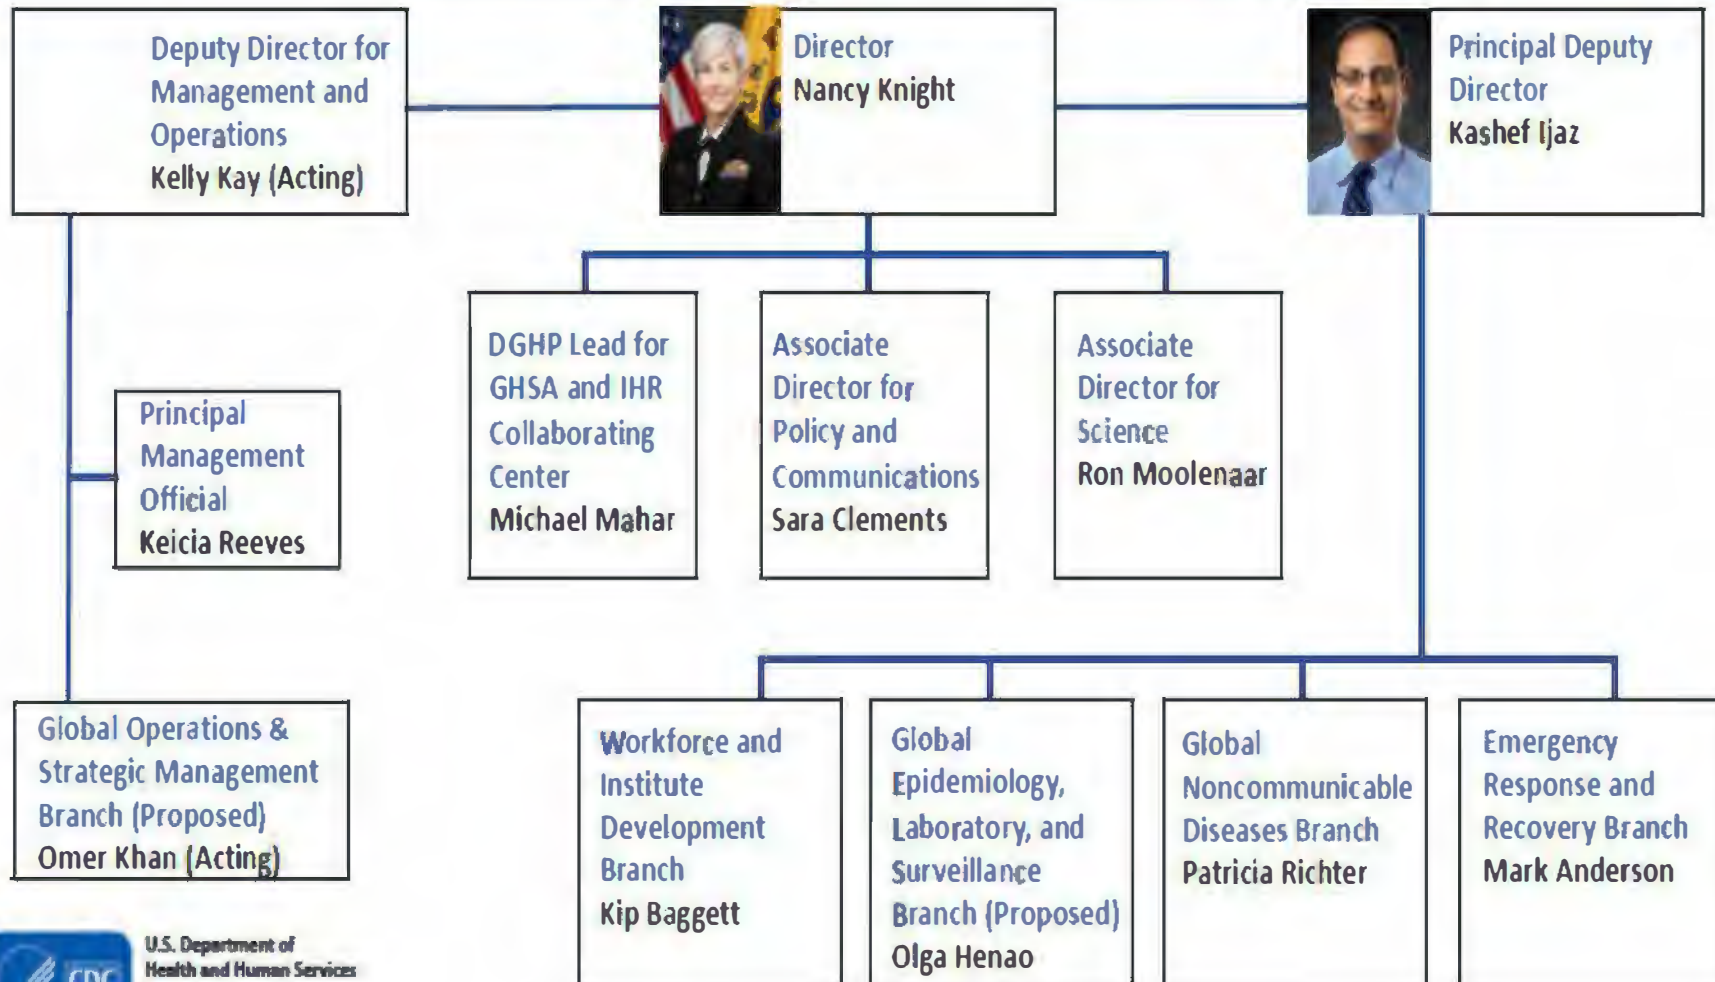 Deputy Director for
Management and
Operations
Kelly Kay (Acting)
Director
Nancy Knight
Principal Deputy
Director
Kashef Ijaz
DGHP Lead for
GHSA and IHR
Collaborating
Center
Michael Mahar
Associate
Director for
Policy and
Communications
Sara Clements
Associate
Director for
Science
Ron Moolenaar
Principal
Management
Official
Keicia Reeves
Global Operations &
Strategic Management
Branch (Proposed)
Omer Khan (Acting)
Workforce and
Institute
Development
Branch
Kip Baggett
Global
Epidemiology,
Laboratory, and
Surveillance
Branch (Proposed)
Olga Henao
Global
Noncommunicable
Diseases Branch
Patricia Richter
Emergency
Response and
Recovery Branch
Mark Anderson
CDC
U.S. Department of
Health and Human Services